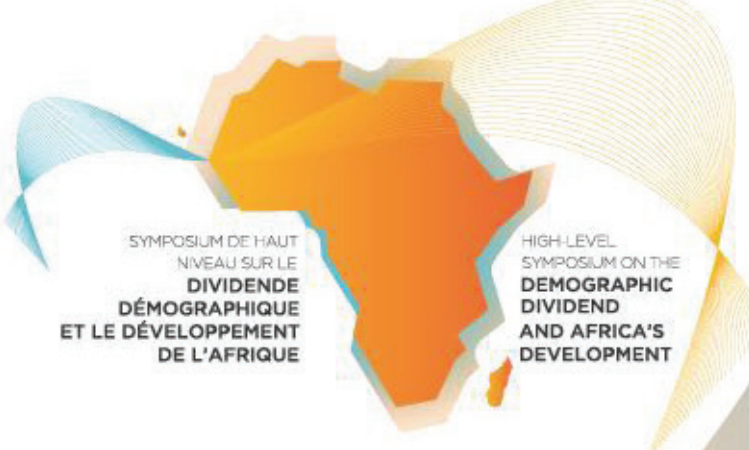 SYMPOSIUM DE HAUT
NIVEAU SUR LE
DIVIDENDE
DÉMOGRAPHIQUE
ET LE DÉVELOPPEMENT
DE L'AFRIQUE
HIGH-LEVEL
SYMPOSIUM ON THE
DEMOGRAPHIC
DIVIDEND
AND AFRICA'S
DEVELOPMENT